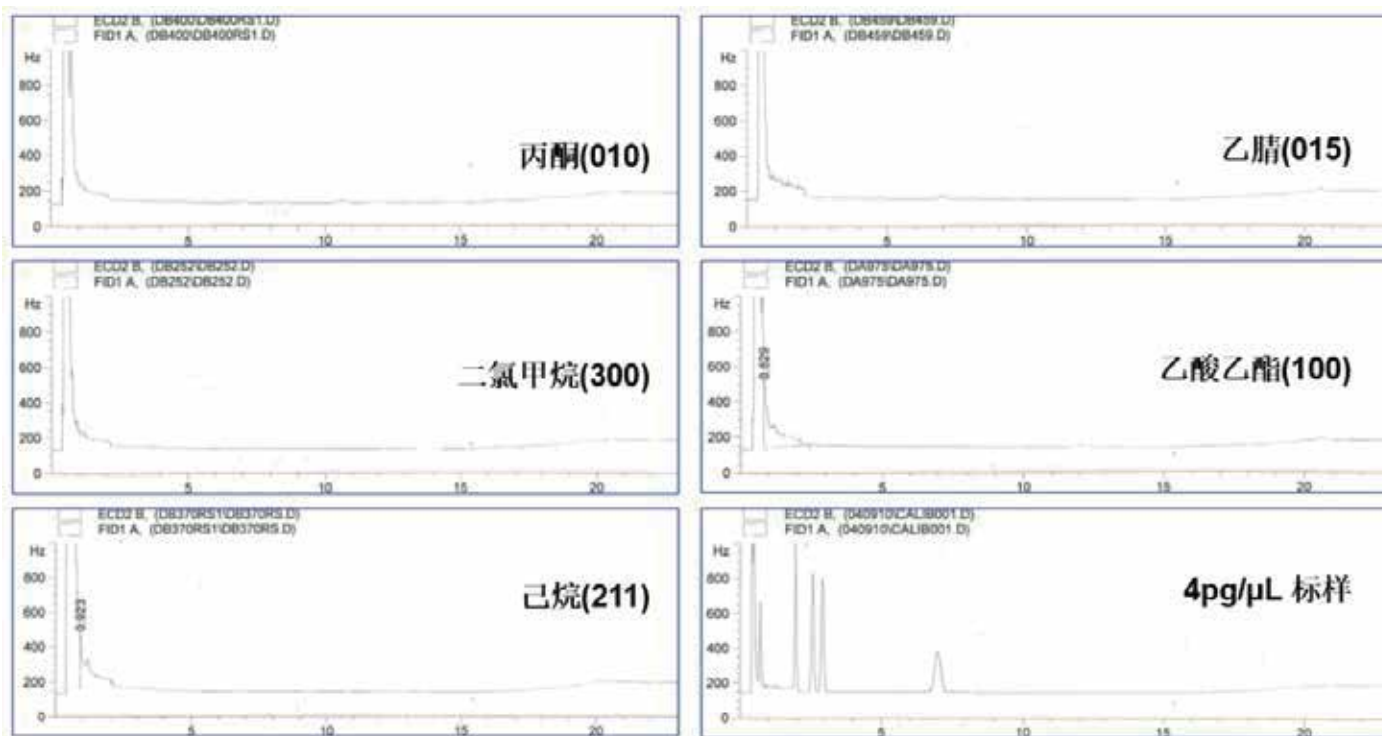 ECD2 B, (DB400\DB400RS1.D)
FID1 A, (DB400\DB400RS1.D)
Hz
800
600
400
200
0
5
10
15
20
丙酮(010)
ECD2 B, (DB459\DB459.D)
FID1 A, (DB459\DB459.D)
Hz
800
600
400
200
0
5
10
15
20
乙腈(015)
ECD2 B, (DB252\DB252.D)
FID1 A, (DB252\DB252.D)
Hz
800
600
400
200
0
5
10
15
20
二氯甲烷(300)
ECD2 B, (DA975\DA975.D)
FID1 A, (DA975\DA975.D)
Hz
800
600
400
200
0
5
10
15
20
0.829
乙酸乙酯(100)
ECD2 B, (DB370RS1\DB370RS.D)
FID1 A, (DB370RS1\DB370RS.D)
Hz
800
600
400
200
0
5
10
15
20
0.923
己烷(211)
ECD2 B, (040910\CALIB001.D)
FID1 A, (040910\CALIB001.D)
Hz
800
600
400
200
0
5
10
15
20
4pg/μL 标样